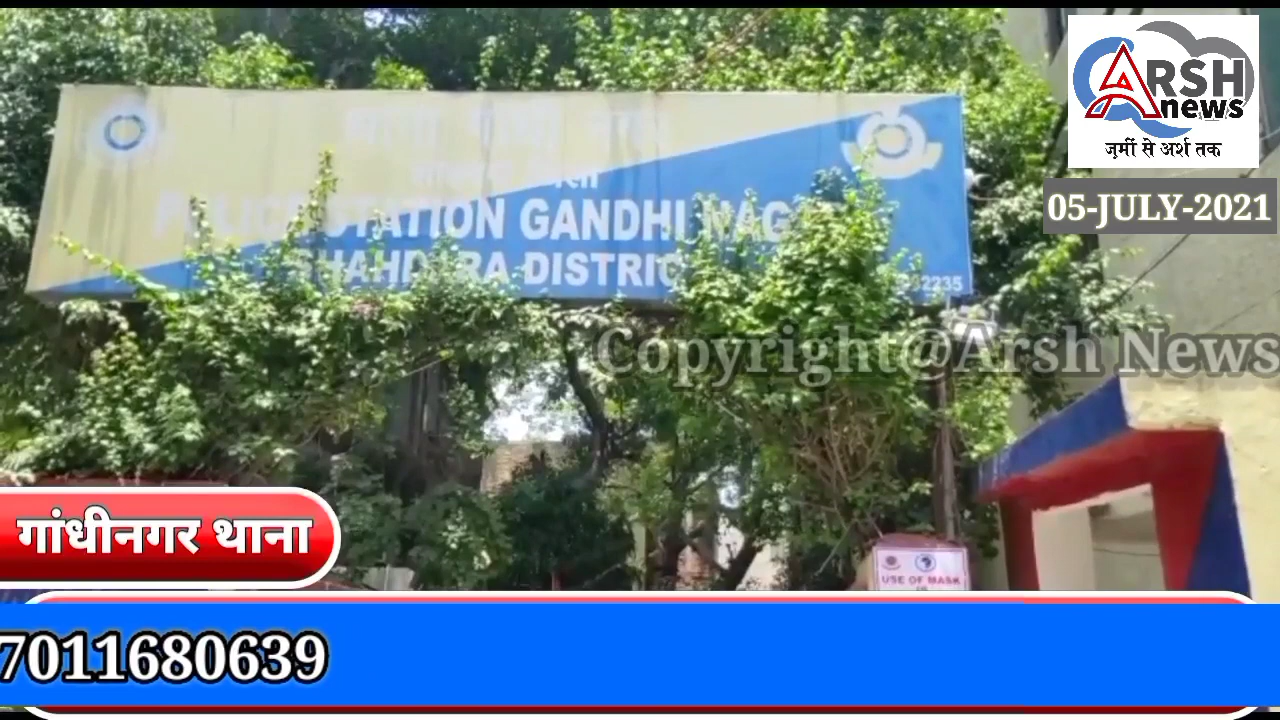 ARSH
news
ज़मीं से अर्श तक
05-JULY-2021
POLICE STATION GANDHI NAGAR
SHAHDARA DISTRICT
2235
Copyright@Arsh News
गांधीनगर थाना
USE OF MASK
7011680639